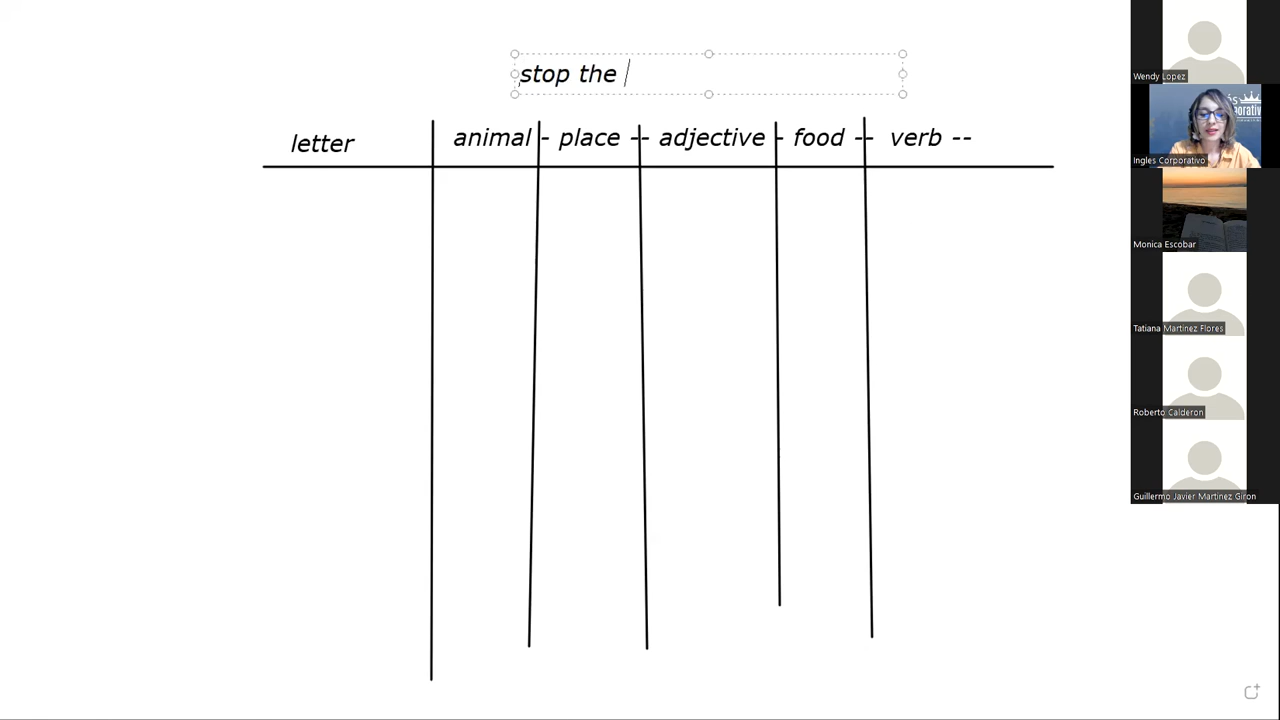 stop the
letter animal - place -- adjective - food -- verb --
Wendy Lopez
Ingles Corporativo
Monica Escobar
Tatiana Martinez Flores
Roberto Calderon
Guillermo Javier Martinez Giron